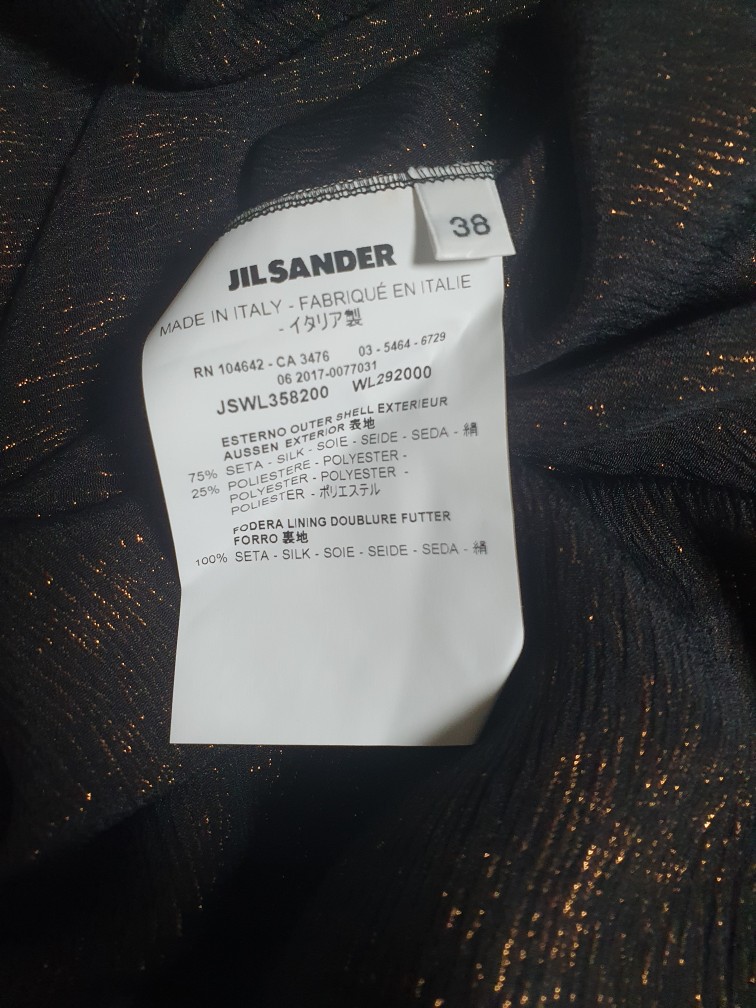 38
JIL SANDER
MADE IN ITALY - FABRIQUÉ EN ITALIE
- イタリア製
RN 104642 - CA 3476 03 - 5464 - 6729
06 2017-0077031
JSWL358200 WL292000
ESTERNO OUTER SHELL EXTERIEUR
AUSSEN EXTERIOR 表地
75% SETA - SILK - SOIE - SEIDE - SEDA - 絹
25% POLIESTERE - POLYESTER -
POLYESTER - POLYESTER -
POLIESTER - ポリエステル
FODERA LINING DOUBLURE FUTTER
FORRO 裏地
100% SETA - SILK - SOIE - SEIDE - SEDA - 絹